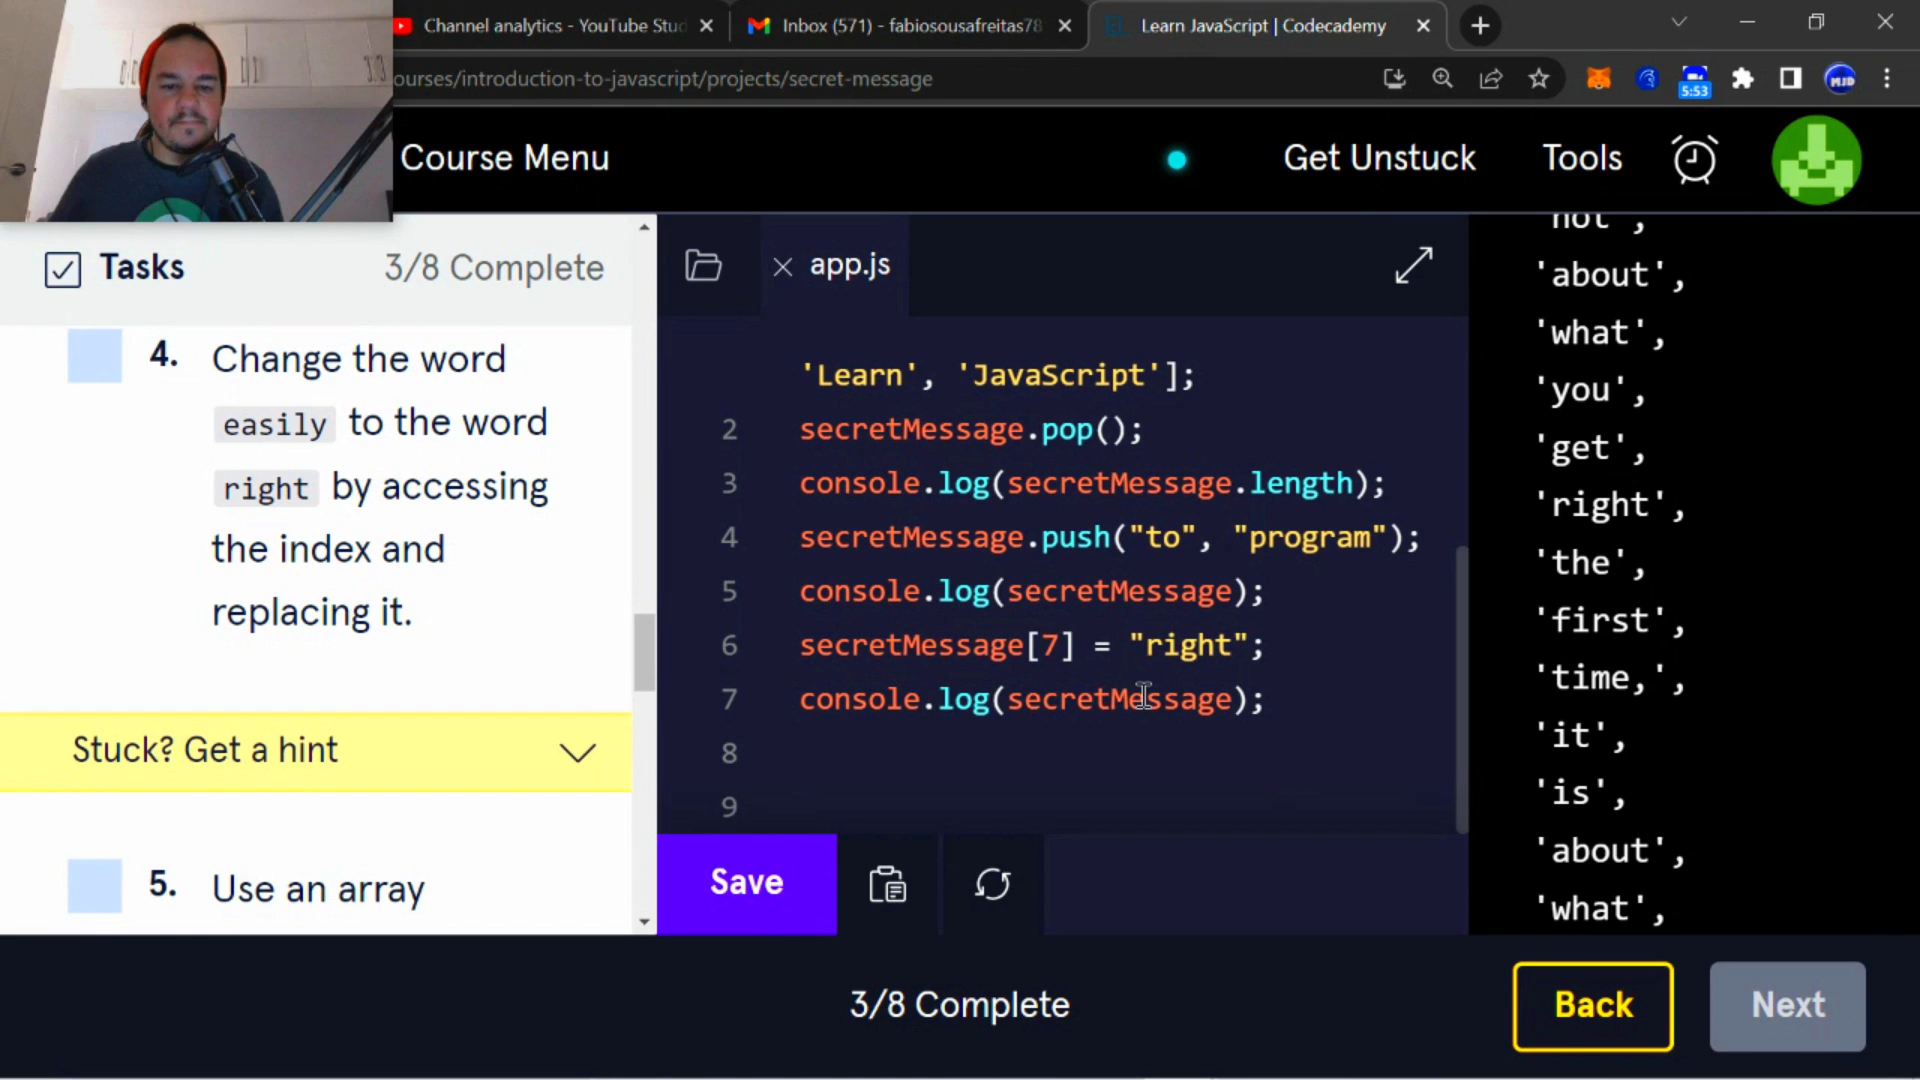 Channel analytics - YouTube Stud
Inbox (571) - fabiosousafreitas78
Learn JavaScript | Codecademy
ourses/introduction-to-javascript/projects/secret-message
5:53
MJD
Course Menu
Get Unstuck
Tools
Tasks
3/8 Complete
4. Change the word
easily to the word
right by accessing
the index and
replacing it.
Stuck? Get a hint
5. Use an array
app.js
'Learn', 'JavaScript'];
2 secretMessage.pop();
3 console.log(secretMessage.length);
4 secretMessage.push("to", "program");
5 console.log(secretMessage);
6 secretMessage[7] = "right";
7 console.log(secretMessage);
8
9
Save
'not',
'about',
'what',
'you',
'get',
'right',
'the',
'first',
'time,',
'it',
'is',
'about',
'what',
3/8 Complete
Back
Next